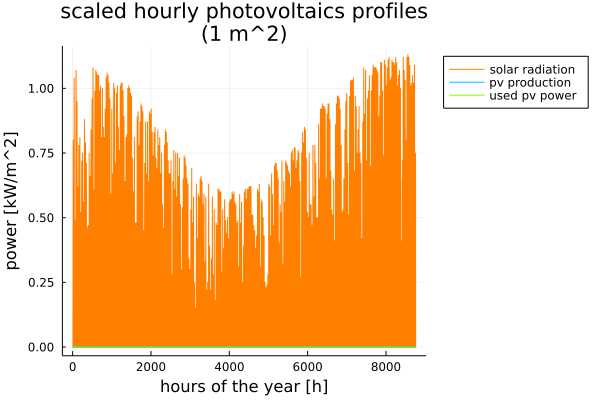 scaled hourly photovoltaics profiles
(1 m^2)
solar radiation
pv production
used pv power
1.00
0.75
0.50
0.25
0.00
power [kW/m^2]
0
2000
4000
6000
8000
hours of the year [h]